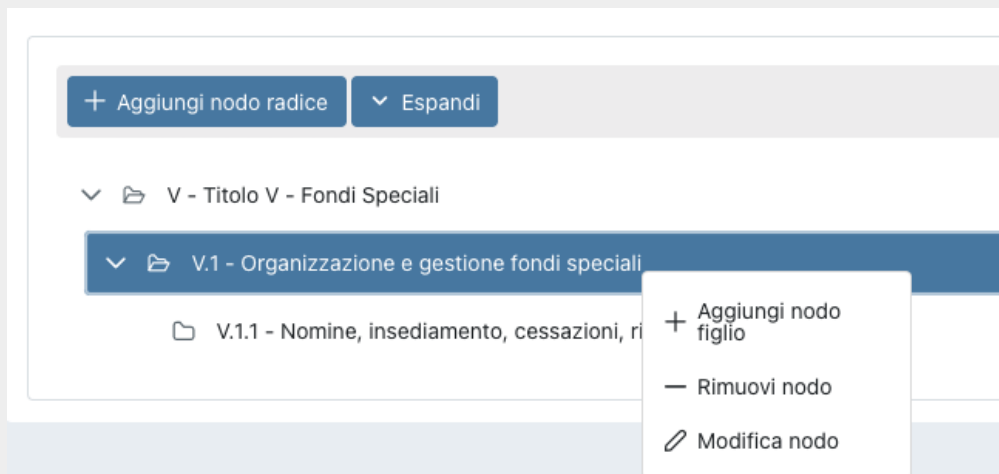 Aggiungi nodo radice
Espandi
V - Titolo V - Fondi Speciali
V.1 - Organizzazione e gestione fondi speciali
V.1.1 - Nomine, insediamento, cessazioni,
Aggiungi nodo
figlio
Rimuovi nodo
Modifica nodo